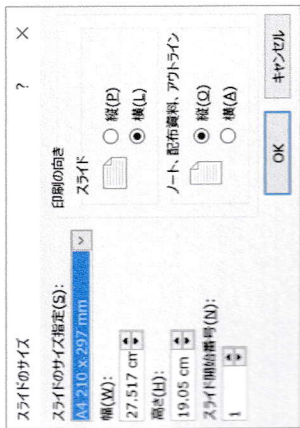 スライドのサイズ
? ×
スライドのサイズ指定(S):
A4 210 x 297 mm
幅(W):
27.517 cm
高さ(H):
19.05 cm
スライド開始番号(N):
1
印刷の向き
スライド
縦(P)
横(L)
ノート、配布資料、アウトライン
縦(O)
横(A)
OK
キャンセル